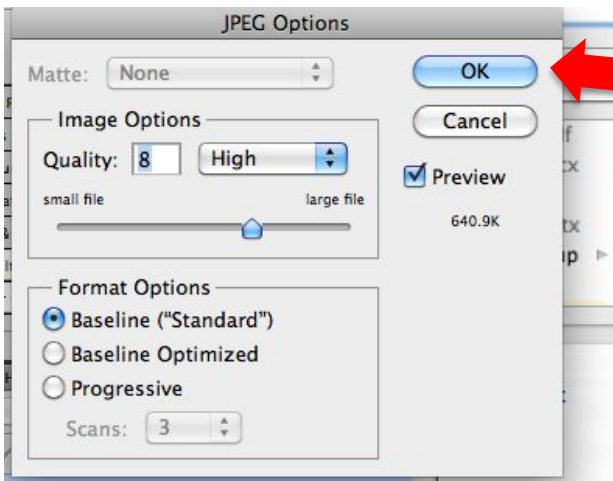 JPEG Options
Matte: None
OK
Image Options
Cancel
Quality: 8 High
Preview
small file large file
640.9K
Format Options
Baseline (“Standard”)
Baseline Optimized
Progressive
Scans: 3